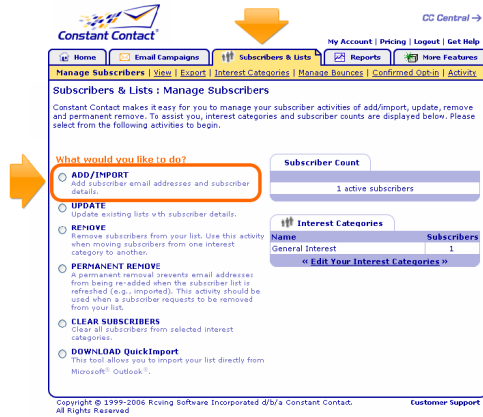 Constant Contact®
CC Central →
My Account | Pricing | Logout | Get Help
Home
Email Campaigns
Subscribers & Lists
Reports
More Features
Manage Subscribers | View | Export | Interest Categories | Manage Bounces | Confirmed Opt-in | Activity
Subscribers & Lists : Manage Subscribers
Constant Contact makes it easy for you to manage your subscriber activities of add/import, update, remove
and permanent remove. To assist you, interest categories and subscriber counts are displayed below. Please
select from the following activities to begin.
What would you like to do?
ADD/IMPORT
Add subscriber email addresses and subscriber
details.
UPDATE
Update existing lists with subscriber details.
REMOVE
Remove subscribers from your list. Use this activity
when moving subscribers from one interest
category to another.
PERMANENT REMOVE
A permanent removal prevents email addresses
from being re-added when the subscriber list is
refreshed (e.g., imported). This activity should be
used when a subscriber requests to be removed
from your list.
CLEAR SUBSCRIBERS
Clear all subscribers from selected interest
categories.
DOWNLOAD QuickImport
This tool allows you to import your list directly from
Microsoft® Outlook®.
Subscriber Count
1 active subscribers
Interest Categories
Name Subscribers
General Interest 1
« Edit Your Interest Categories »
Copyright © 1999-2006 Roving Software Incorporated d/b/a Constant Contact.
All Rights Reserved
Customer Support